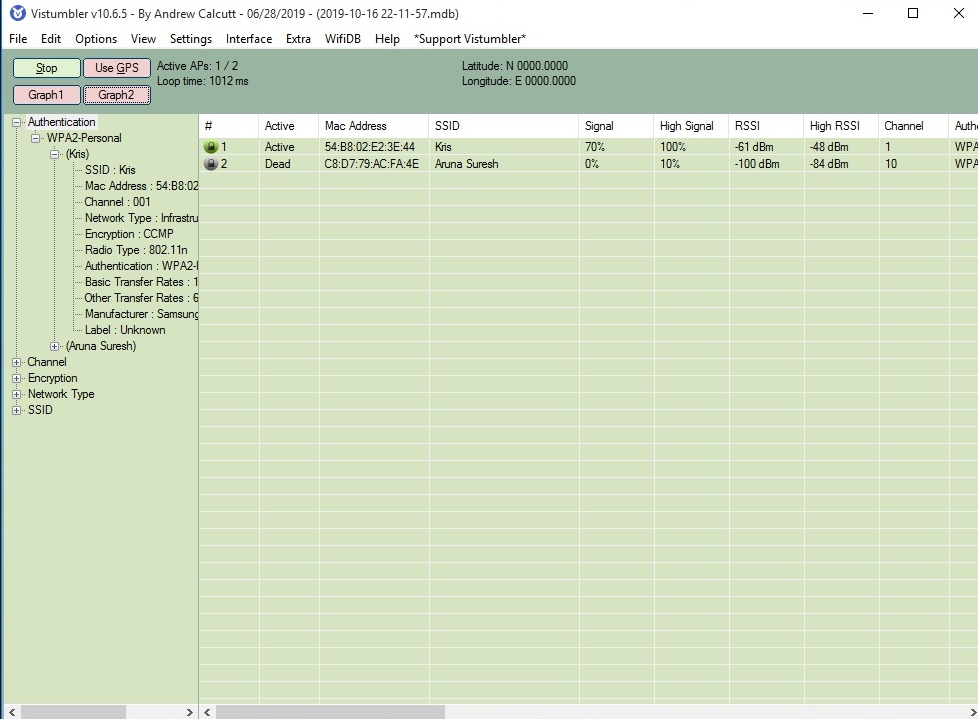 Vistumbler v10.6.5 - By Andrew Calcutt - 06/28/2019 - (2019-10-16 22-11-57.mdb)
File Edit Options View Settings Interface Extra WifiDB Help *Support Vistumbler*
Stop Use GPS Active APs: 1 / 2 Latitude: N 0000.0000
Loop time: 1012 ms Longitude: E 0000.0000
Graph1 Graph2
Authentication
WPA2-Personal
(Kris)
SSID : Kris
Mac Address : 54:B8:02
Channel : 001
Network Type : Infrastru
Encryption : CCMP
Radio Type : 802.11n
Authentication : WPA2-
Basic Transfer Rates : 1
Other Transfer Rates : 6
Manufacturer : Samsung
Label : Unknown
(Aruna Suresh)
Channel
Encryption
Network Type
SSID
# Active Mac Address SSID Signal High Signal RSSI High RSSI Channel Authe
1 Active 54:B8:02:E2:3E:44 Kris 70% 100% -61 dBm -48 dBm 1 WPA
2 Dead C8:D7:79:AC:FA:4E Aruna Suresh 0% 10% -100 dBm -84 dBm 10 WPA